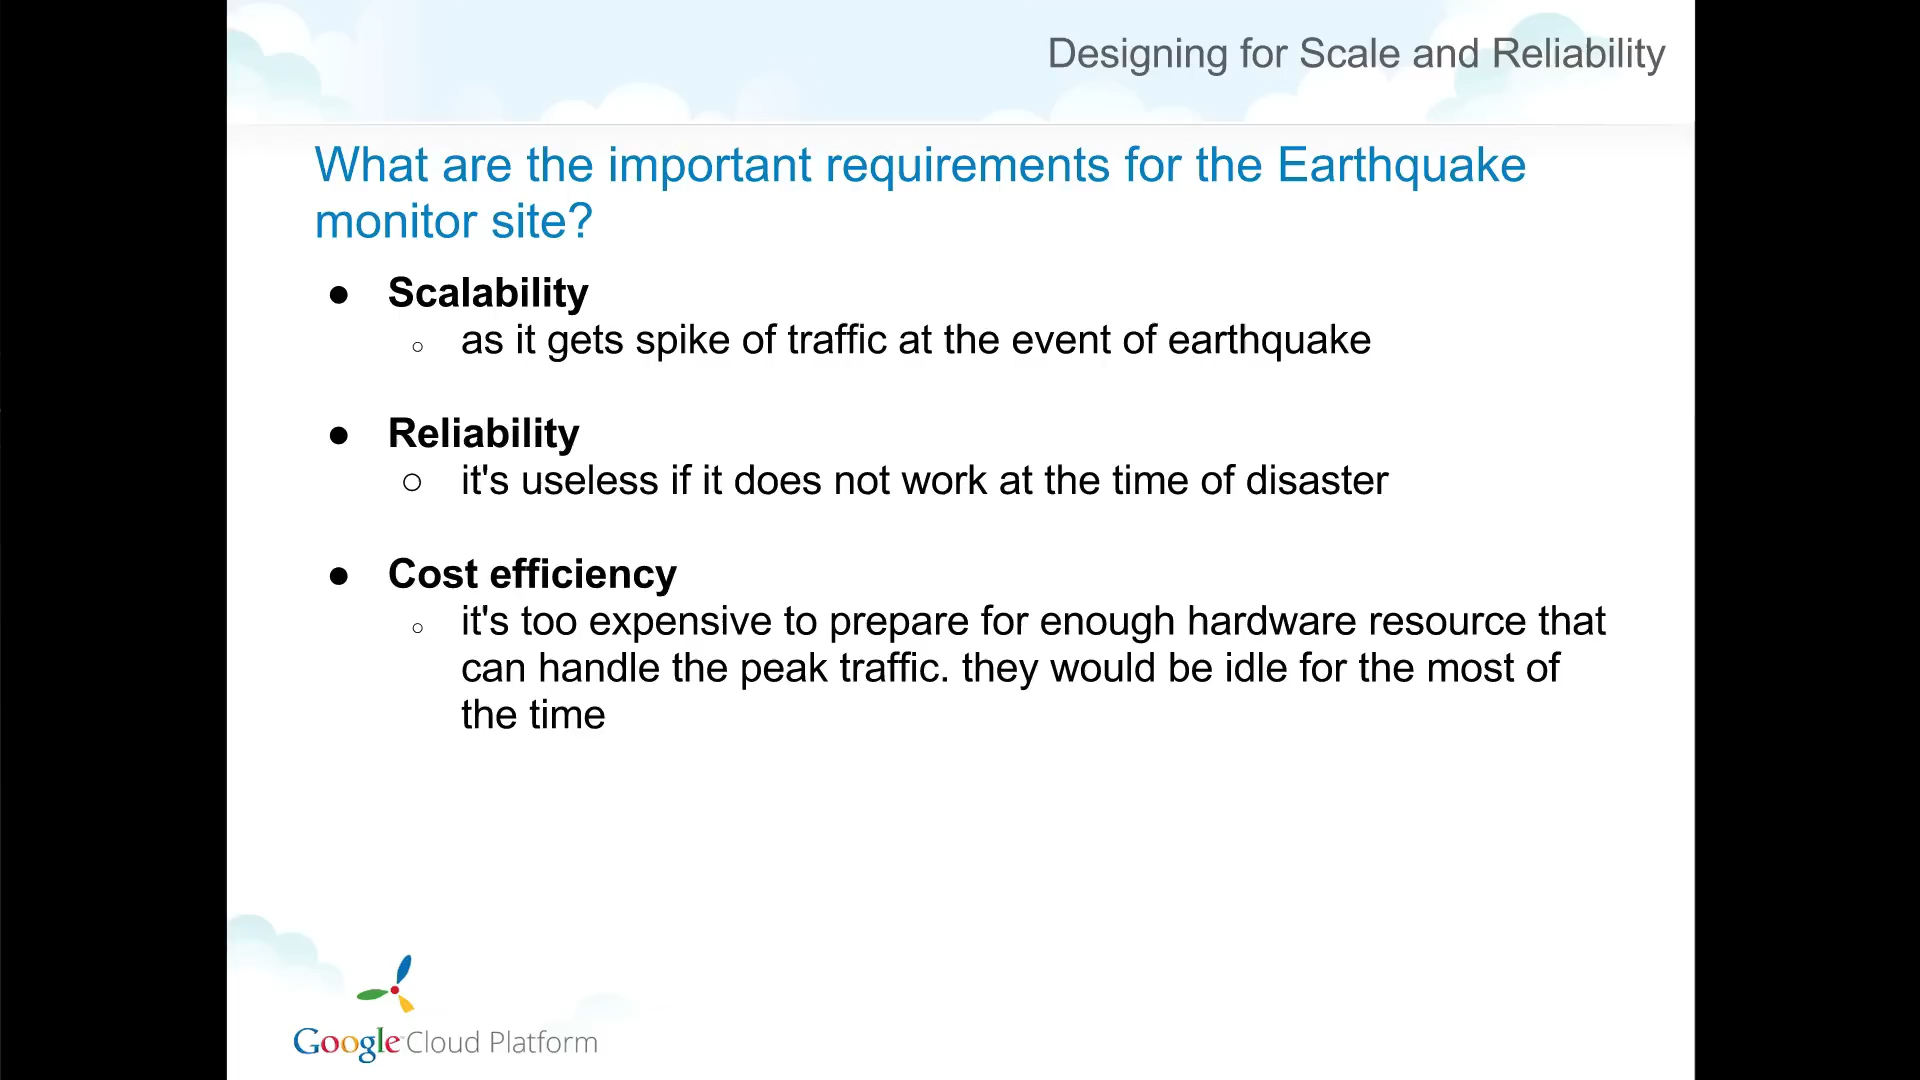 Designing for Scale and Reliability
What are the important requirements for the Earthquake
monitor site?
● Scalability
○ as it gets spike of traffic at the event of earthquake
● Reliability
○ it's useless if it does not work at the time of disaster
● Cost efficiency
○ it's too expensive to prepare for enough hardware resource that
can handle the peak traffic. they would be idle for the most of
the time
Google Cloud Platform